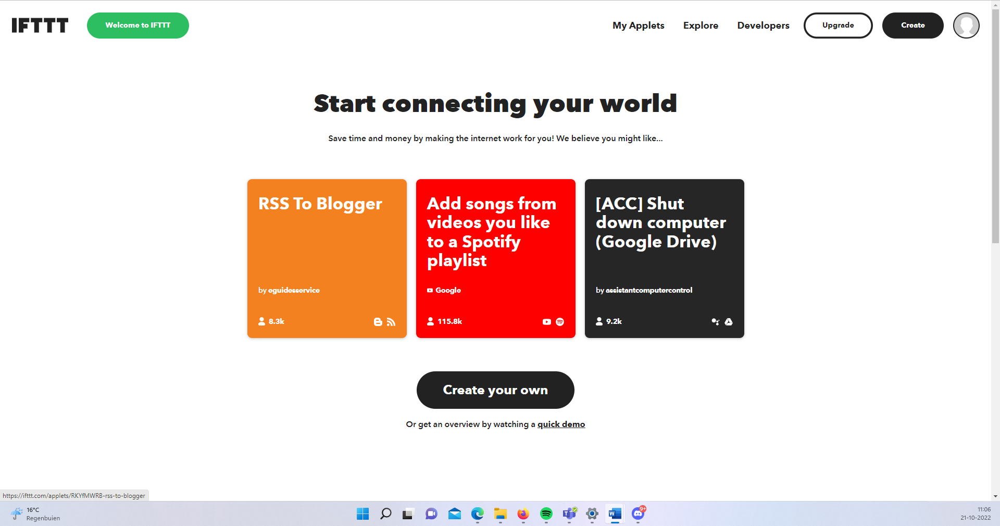 IFTTT
Welcome to IFTTT
My Applets
Explore
Developers
Upgrade
Create
Start connecting your world
Save time and money by making the internet work for you! We believe you might like...
RSS To Blogger
by eguidesservice
8.3k
Add songs from
videos you like
to a Spotify
playlist
Google
115.8k
[ACC] Shut
down computer
(Google Drive)
by assistantcomputercontrol
9.2k
Create your own
Or get an overview by watching a quick demo
https://ifttt.com/applets/RKYfMWRB-rss-to-blogger
16°C
Regenbuien
9+
11:06
21-10-2022